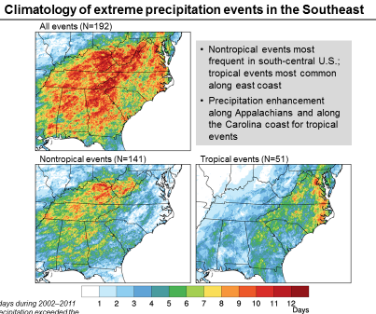 Climatology of extreme precipitation events in the Southeast
All events (N=192)
• Nontropical events most
frequent in south-central U.S.;
tropical events most common
along east coast
• Precipitation enhancement
along Appalachians and along
the Carolina coast for tropical
events
Nontropical events (N=141)
Tropical events (N=51)
1 2 3 4 5 6 7 8 9 10 11 12
Days
days during 2002–2011
ecipitation exceeded the